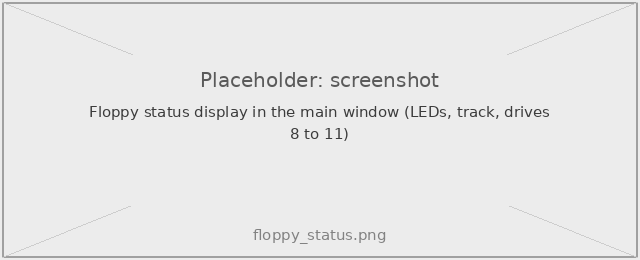 Placeholder: screenshot
Floppy status display in the main window (LEDs, track, drives
8 to 11)
floppy_status.png